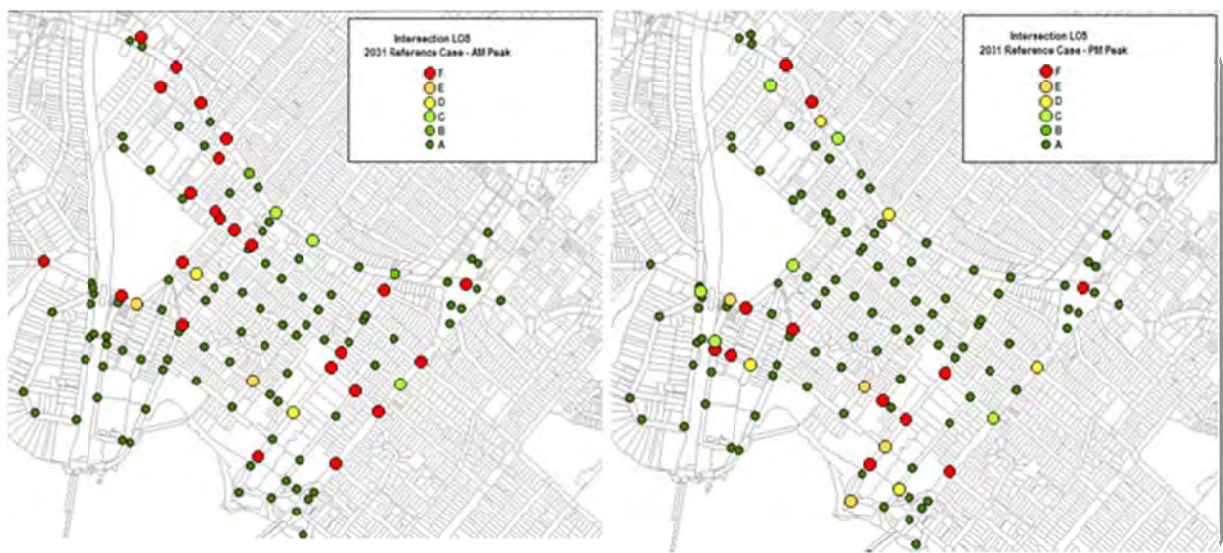 Intersection LOS
2031 Reference Case - AM Peak
F
E
D
C
B
A
Intersection LOS
2031 Reference Case - PM Peak
F
E
D
C
B
A